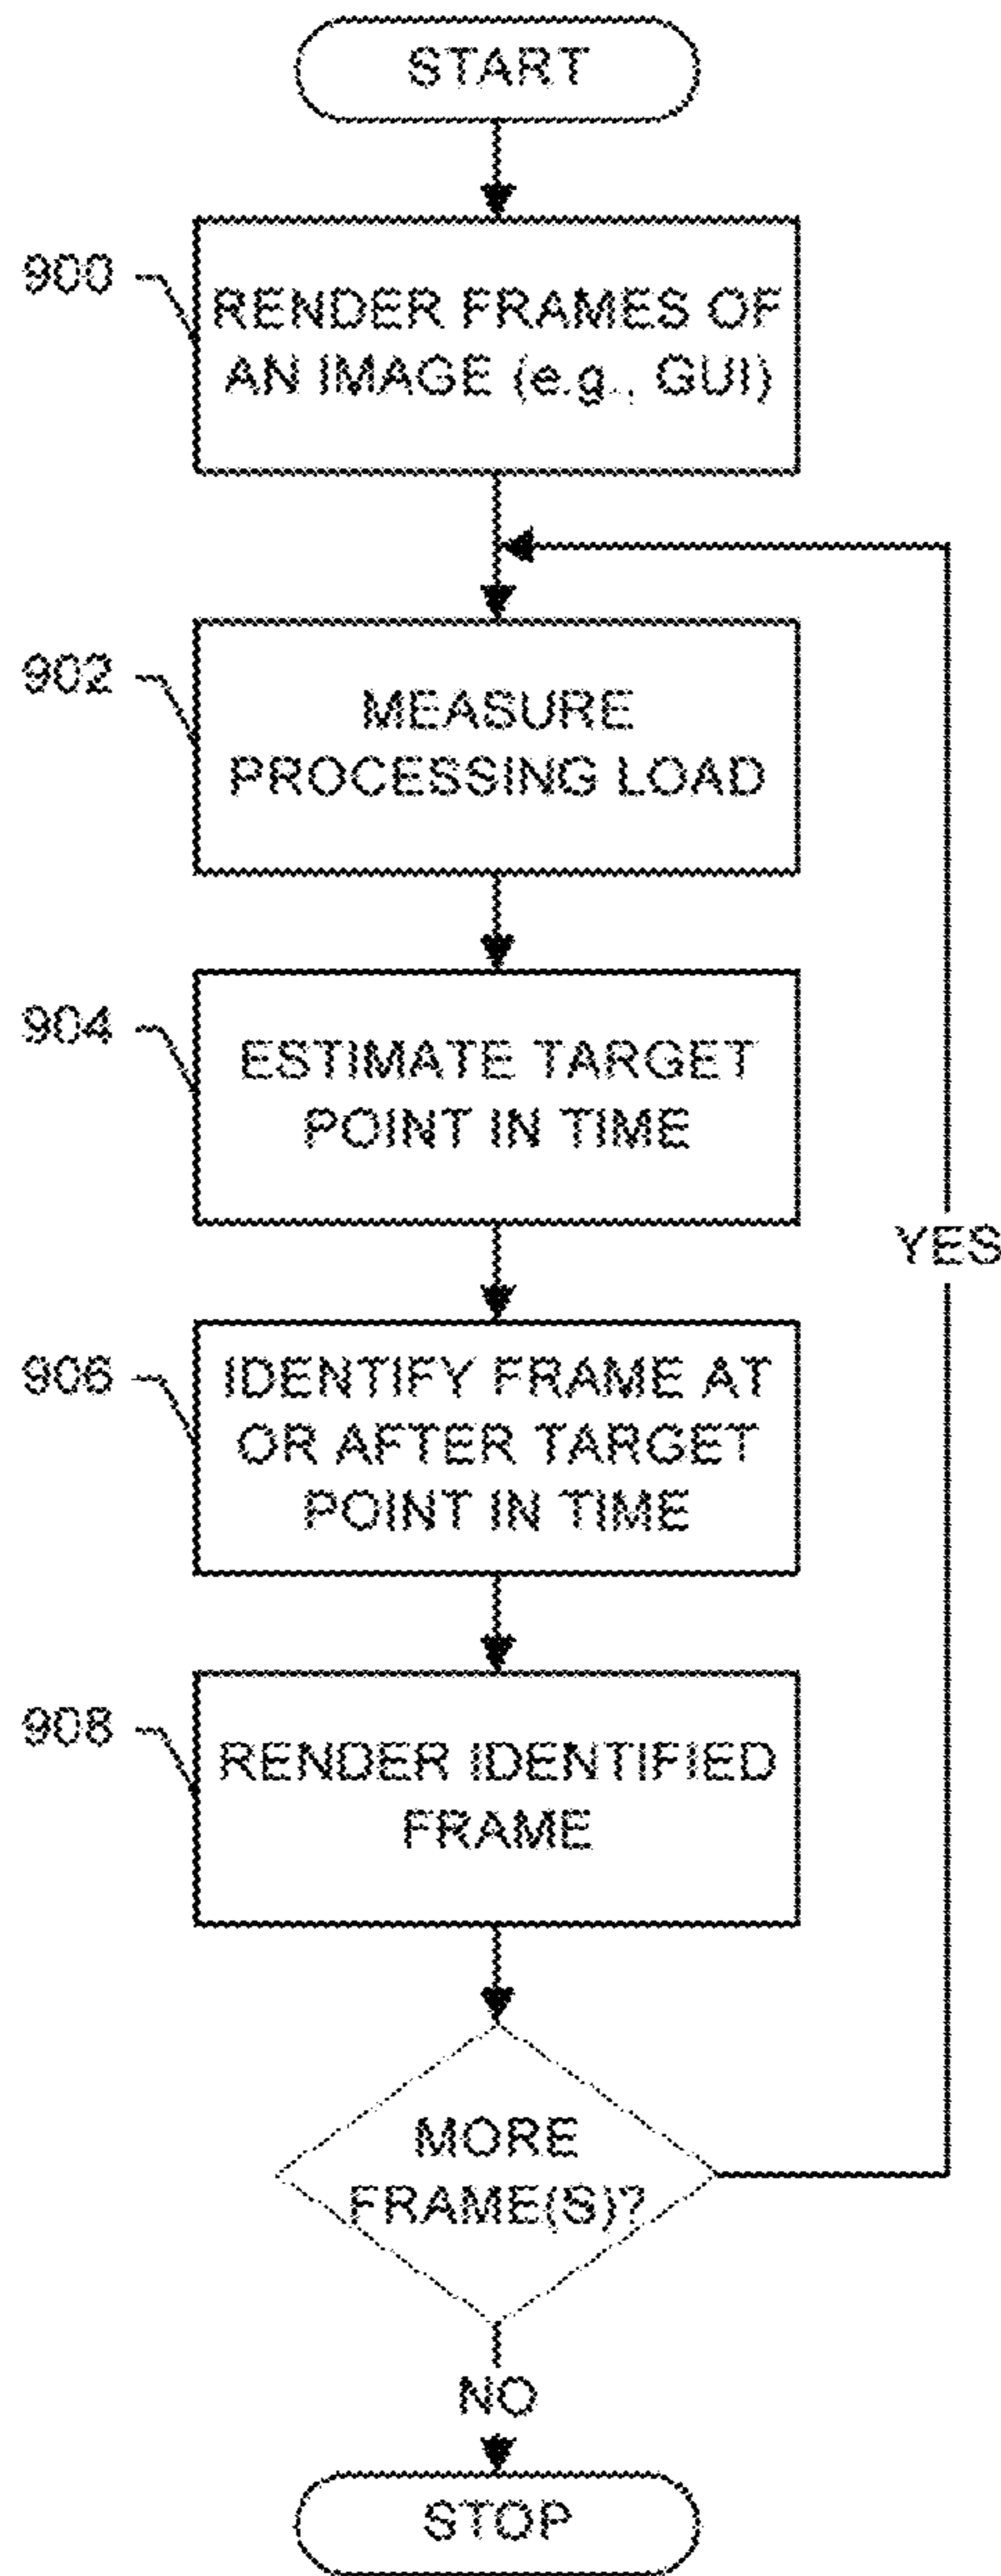 START
900
RENDER FRAMES OF
AN IMAGE (e.g., GUI)
902
MEASURE
PROCESSING LOAD
904
ESTIMATE TARGET
POINT IN TIME
YES
906
IDENTIFY FRAME AT
OR AFTER TARGET
POINT IN TIME
908
RENDER IDENTIFIED
FRAME
MORE
FRAME(S)?
NO
STOP